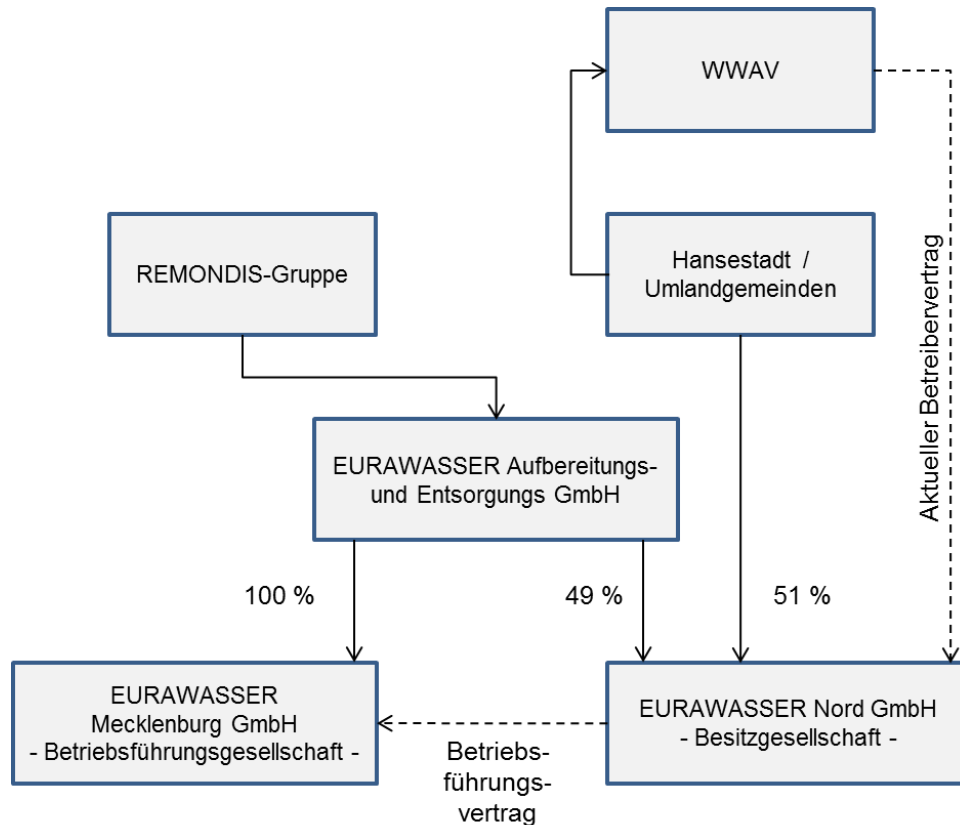 WWAV
REMONDIS-Gruppe
Hansestadt /
Umlandgemeinden
Aktueller Betreibervertrag
EURAWASSER Aufbereitungs-
und Entsorgungs GmbH
100 %
49 %
51 %
EURAWASSER
Mecklenburg GmbH
- Betriebsführungsgesellschaft -
Betriebs-
führungs-
vertrag
EURAWASSER Nord GmbH
- Besitzgesellschaft -